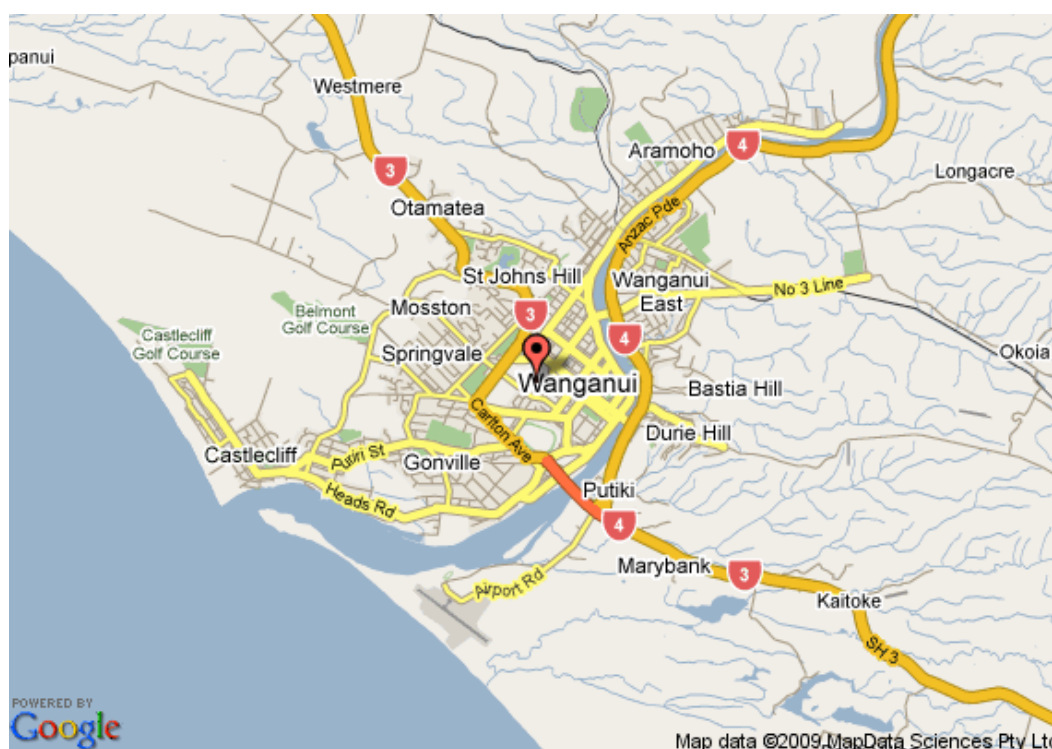 panui
Westmere
3
Otamatea
Aramoho
4
Longacre
Anzac Pde
St Johns Hill
Wanganui
East
No 3 Line
Mosston
Belmont
Golf Course
3
4
Castlecliff
Golf Course
Springvale
Okoia
Wanganui
Bastia Hill
Carlton Ave
Durie Hill
Castlecliff
Puriri St
Gonville
Heads Rd
Putiki
4
Marybank
3
Airport Rd
Kaitoke
SH 3
POWERED BY
Google
Map data ©2009 MapData Sciences Pty Ltd